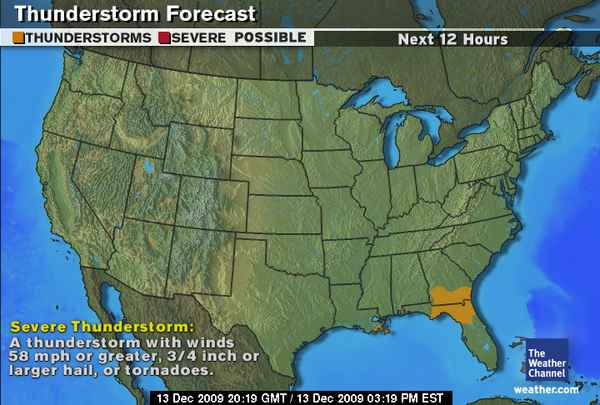 Thunderstorm Forecast
THUNDERSTORMS SEVERE POSSIBLE
Next 12 Hours
Severe Thunderstorm:
A thunderstorm with winds
58 mph or greater, 3/4 inch or
larger hail, or tornadoes.
The
Weather
Channel
weather.com
13 Dec 2009 20:19 GMT / 13 Dec 2009 03:19 PM EST